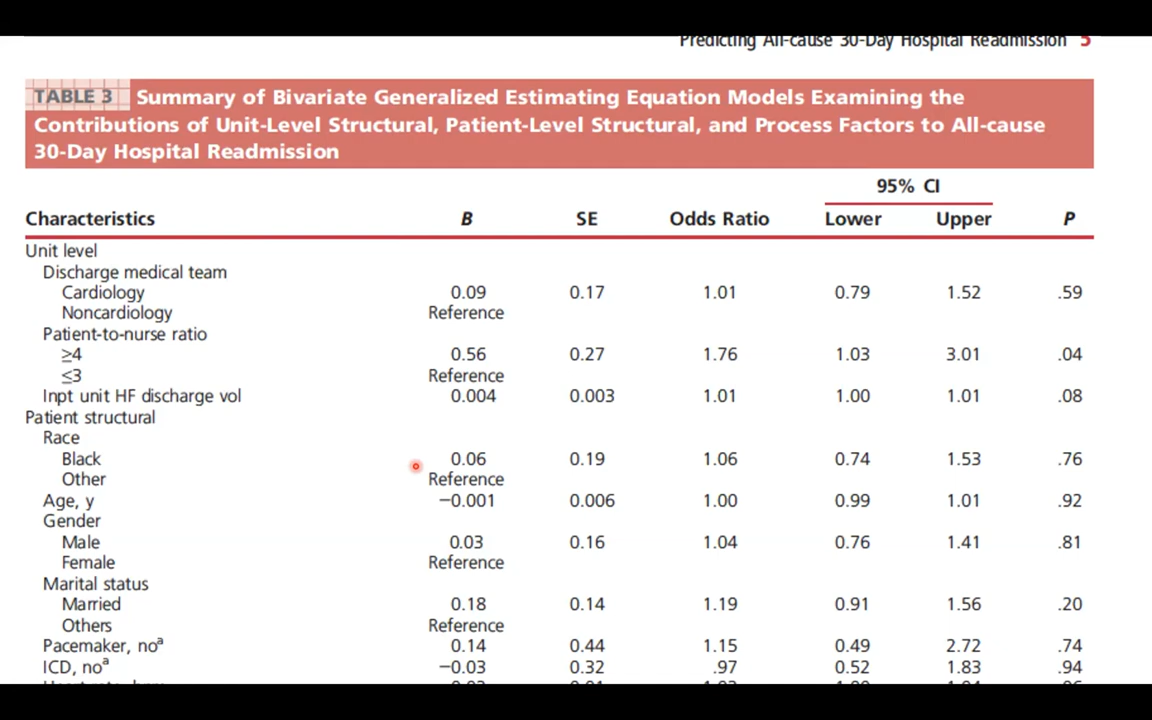 Predicting All-cause 30-Day Hospital Readmission 5
TABLE 3 Summary of Bivariate Generalized Estimating Equation Models Examining the
Contributions of Unit-Level Structural, Patient-Level Structural, and Process Factors to All-cause
30-Day Hospital Readmission
95% CI
Characteristics B SE Odds Ratio Lower Upper P
Unit level
Discharge medical team
Cardiology 0.09 0.17 1.01 0.79 1.52 .59
Noncardiology Reference
Patient-to-nurse ratio
≥4 0.56 0.27 1.76 1.03 3.01 .04
≤3 Reference
Inpt unit HF discharge vol 0.004 0.003 1.01 1.00 1.01 .08
Patient structural
Race
Black 0.06 0.19 1.06 0.74 1.53 .76
Other Reference
Age, y −0.001 0.006 1.00 0.99 1.01 .92
Gender
Male 0.03 0.16 1.04 0.76 1.41 .81
Female Reference
Marital status
Married 0.18 0.14 1.19 0.91 1.56 .20
Others Reference
Pacemaker, noᵃ 0.14 0.44 1.15 0.49 2.72 .74
ICD, noᵃ −0.03 0.32 .97 0.52 1.83 .94